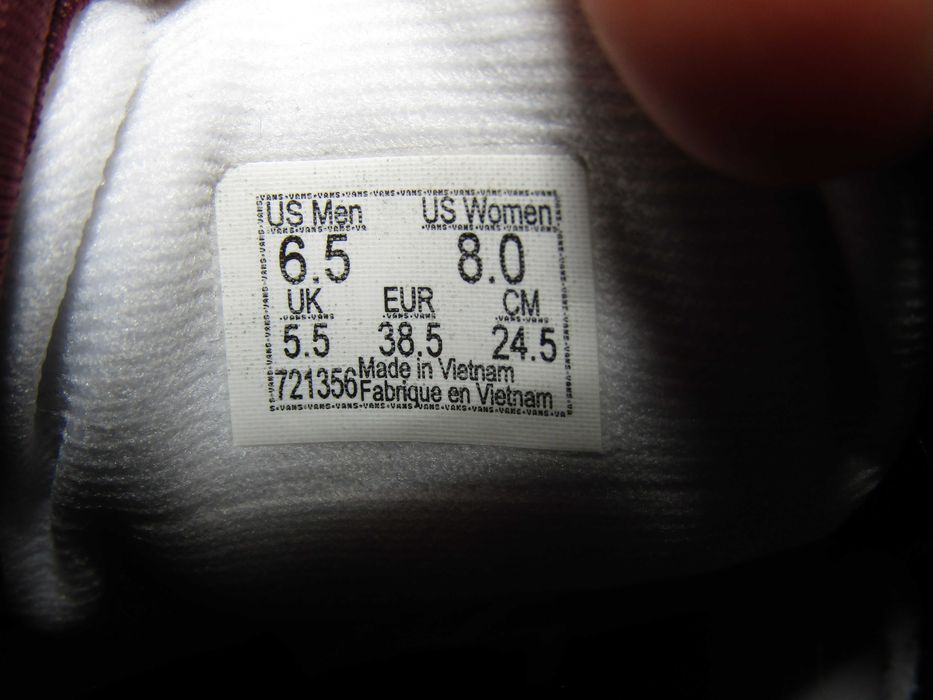 US Men US Women
6.5 8.0
UK EUR CM
5.5 38.5 24.5
Made in Vietnam
721356 Fabrique en Vietnam